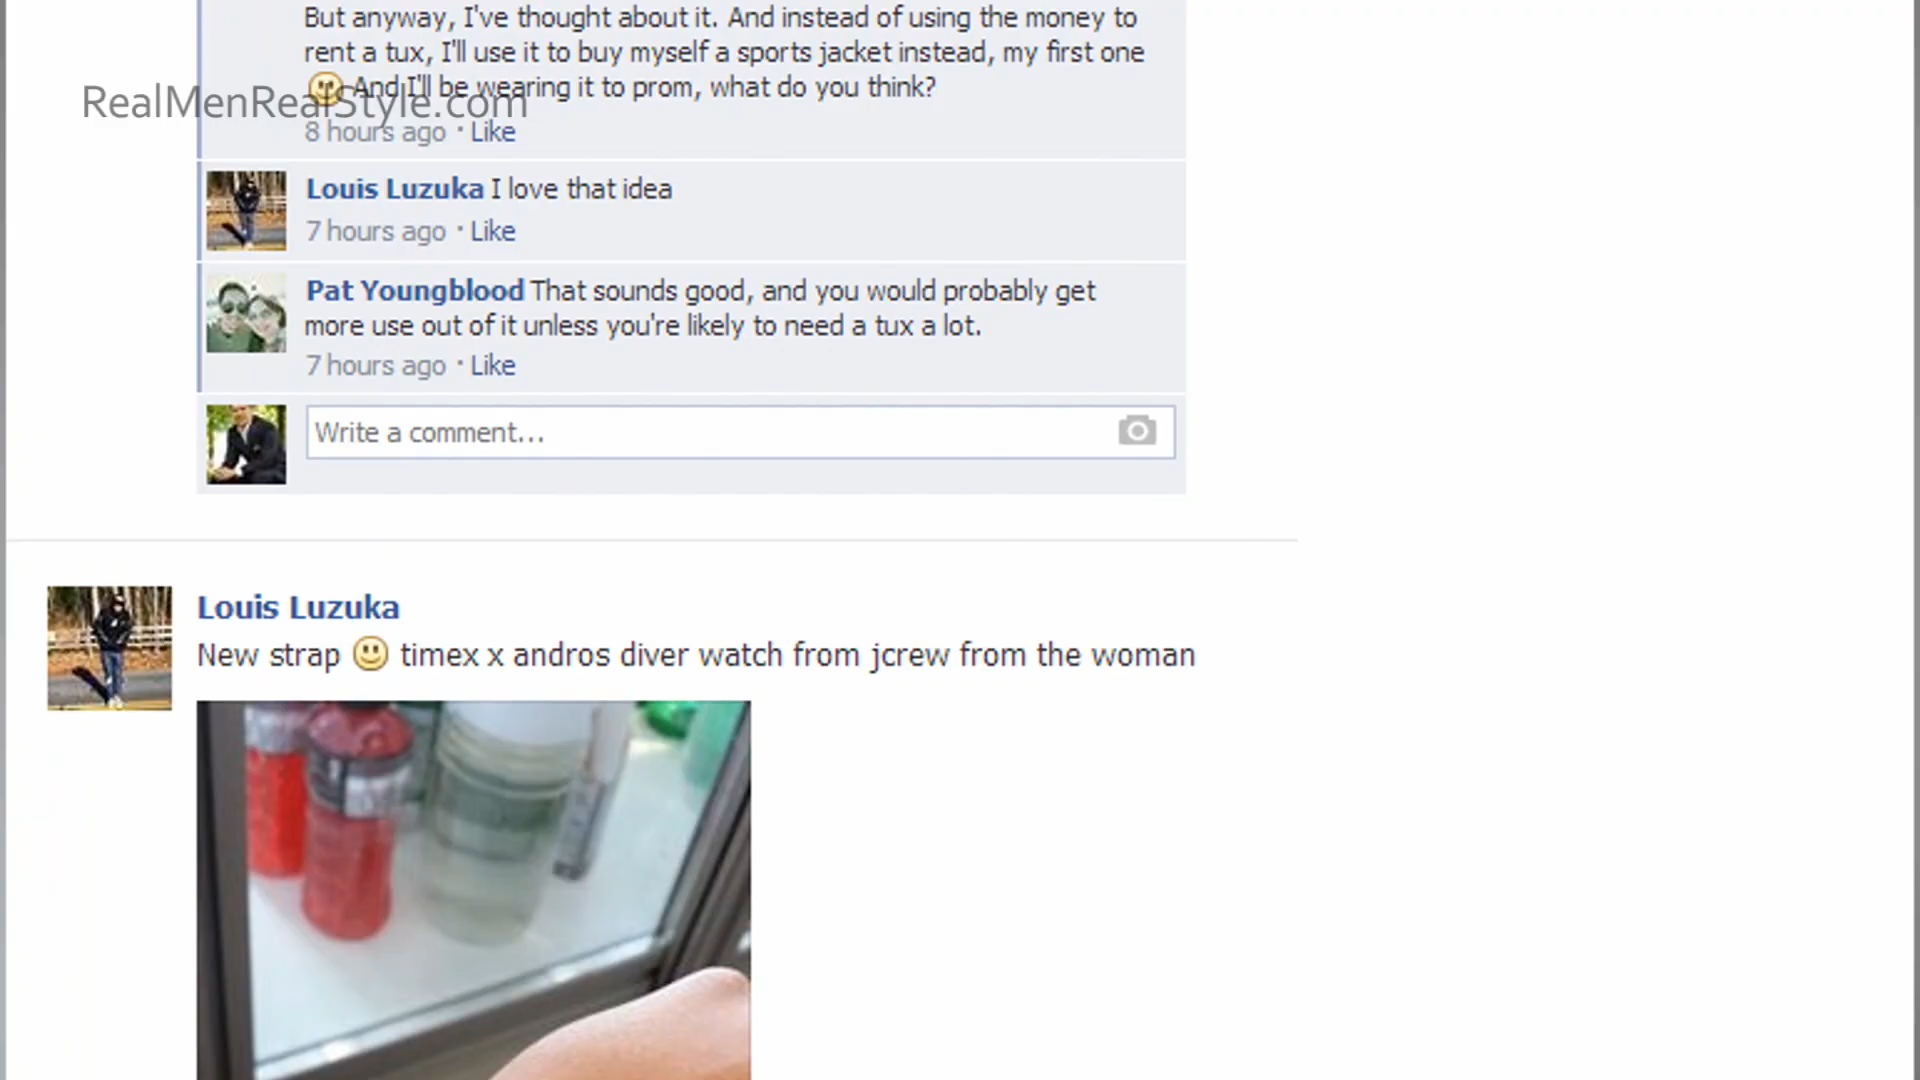 But anyway, I've thought about it. And instead of using the money to
rent a tux, I'll use it to buy myself a sports jacket instead, my first one
And I'll be wearing it to prom, what do you think?
RealMenRealStyle.com
8 hours ago · Like
Louis Luzuka I love that idea
7 hours ago · Like
Pat Youngblood That sounds good, and you would probably get
more use out of it unless you're likely to need a tux a lot.
7 hours ago · Like
Write a comment...
Louis Luzuka
New strap timex x andros diver watch from jcrew from the woman